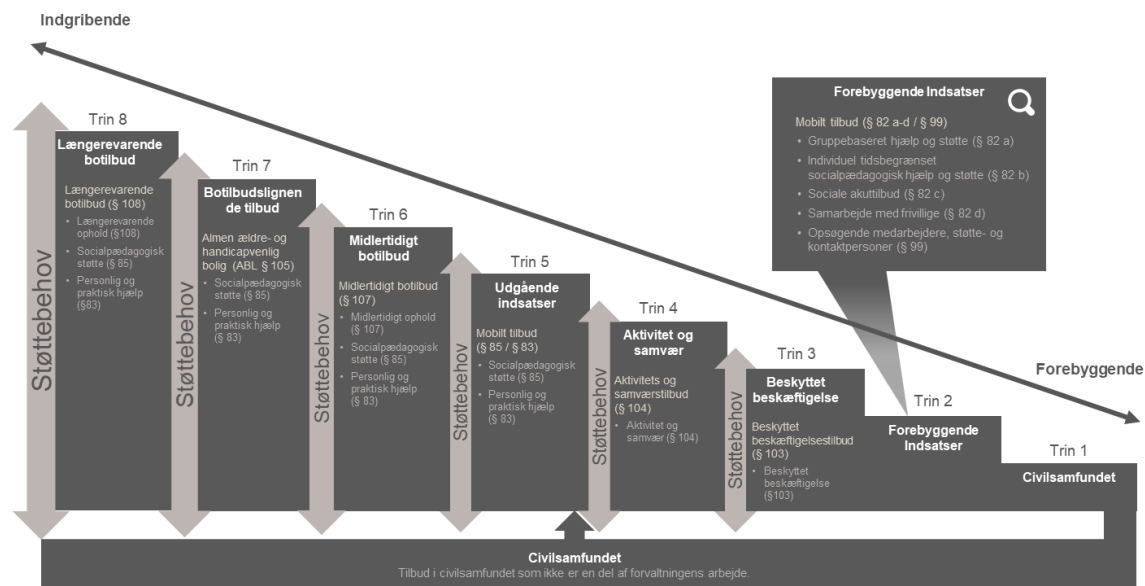 Indgribende
Trin 8
Længerevarende
botilbud
Længerevarende
botilbud (§ 108)
• Længerevarende
ophold (§108)
• Socialpædagogisk
støtte (§ 85)
• Personlig og
praktisk hjælp
(§83)
Støttebehov
Trin 7
Botilbudslignen
de tilbud
Almen ældre- og
handicapvenlig
bolig (ABL § 105)
• Socialpædagogisk
støtte (§ 85)
• Personlig og
praktisk hjælp
(§ 83)
Støttebehov
Trin 6
Midlertidigt
botilbud
Midlertidigt botilbud
(§ 107)
• Midlertidigt ophold
(§ 107)
• Socialpædagogisk
støtte (§ 85)
• Personlig og
praktisk hjælp
(§ 83)
Støttebehov
Trin 5
Udgående
indsatser
Mobilt tilbud
(§ 85 / § 83)
• Socialpædagogisk
støtte (§ 85)
• Personlig og
praktisk hjælp
(§ 83)
Støttebehov
Trin 4
Aktivitet og
samvær
Aktivitets og
samværstilbud
(§ 104)
• Aktivitet og
samvær (§ 104)
Støttebehov
Trin 3
Beskyttet
beskæftigelse
Beskyttet
beskæftigelsestilbud
(§ 103)
• Beskyttet
beskæftigelse
(§103)
Støttebehov
Forebyggende Indsatser
Mobilt tilbud (§ 82 a-d / § 99)
• Gruppebaseret hjælp og støtte (§ 82 a)
• Individuel tidsbegrænset
socialpædagogisk hjælp og støtte (§ 82 b)
• Sociale akuttilbud (§ 82 c)
• Samarbejde med frivillige (§ 82 d)
• Opsøgende medarbejdere, støtte- og
kontaktpersoner (§ 99)
Forebyggende
Trin 2
Forebyggende
Indsatser
Trin 1
Civilsamfundet
Civilsamfundet
Tilbud i civilsamfundet som ikke er en del af forvaltningens arbejde.